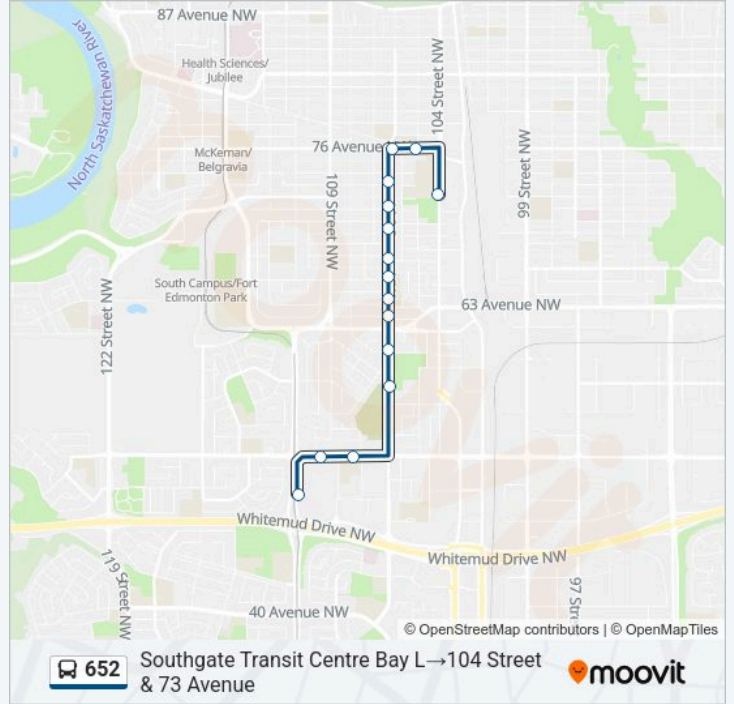 87 Avenue NW
North Saskatchewan River
Health Sciences/
Jubilee
104 Street NW
76 Avenue
McKernan/
Belgravia
109 Street NW
99 Street NW
South Campus/Fort
Edmonton Park
122 Street NW
63 Avenue NW
Whitemud Drive NW
Whitemud Drive NW
119 Street NW
97 Stre
40 Avenue NW
© OpenStreetMap contributors | © OpenMapTiles
652
Southgate Transit Centre Bay L→104 Street
& 73 Avenue
moovit